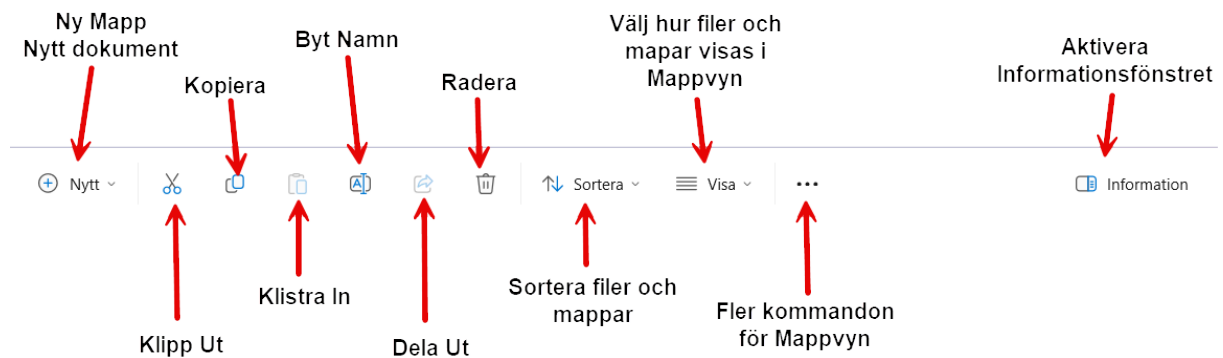 Ny Mapp
Nytt dokument
Kopiera
Byt Namn
Radera
Välj hur filer och
mapar visas i
Mappvyn
Aktivera
Informationsfönstret
Nytt
Sortera
Visa
Information
Klipp Ut
Klistra In
Dela Ut
Sortera filer och
mappar
Fler kommandon
för Mappvyn